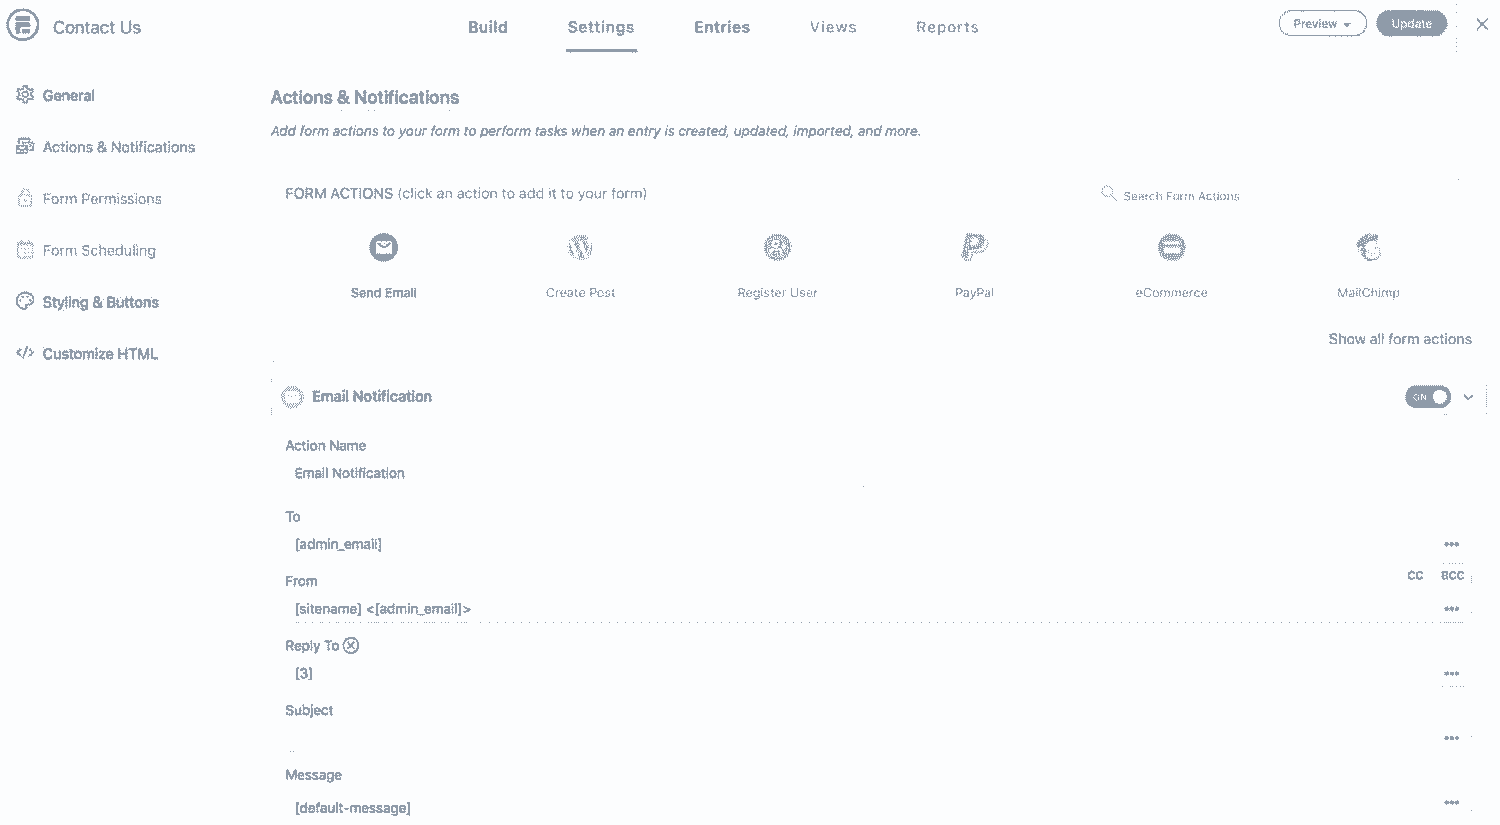 Contact Us
Build Settings Entries Views Reports
Preview Update
General
Actions & Notifications
Form Permissions
Form Scheduling
Styling & Buttons
Customize HTML
Actions & Notifications
Add form actions to your form to perform tasks when an entry is created, updated, imported, and more.
FORM ACTIONS (click an action to add it to your form)
Search Form Actions
Send Email Create Post Register User PayPal eCommerce MailChimp
Show all form actions
Email Notification
ON
Action Name
Email Notification
To
[admin_email]
CC BCC
From
[sitename] <[admin_email]>
Reply To
[3]
Subject
Message
[default-message]